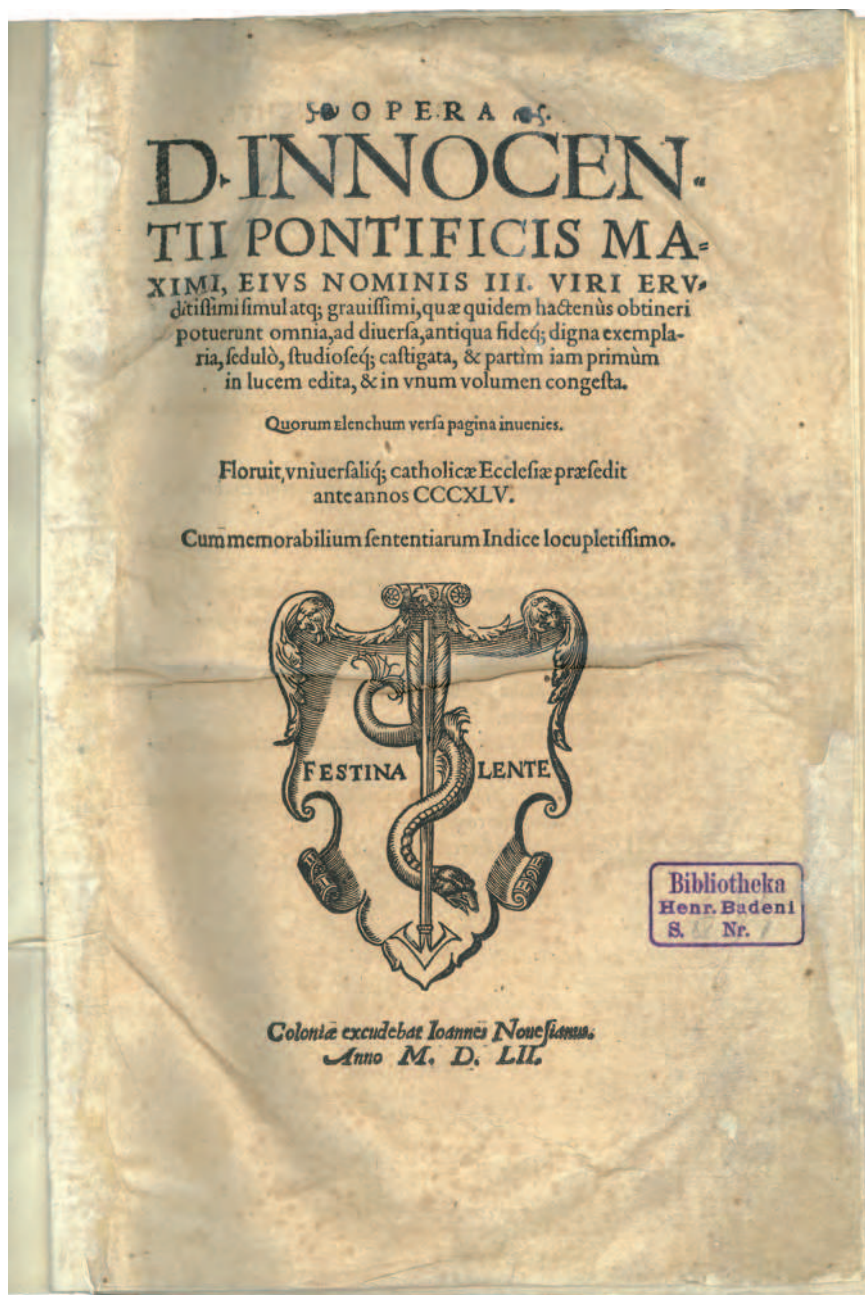 OPERA
D. INNOCEN-
TII PONTIFICIS MA-
XIMI, EIVS NOMINIS III. VIRI ERV-
ditißimi simul atq; grauissimi, quæ quidem hactenùs obtineri
potuerunt omnia, ad diuersa, antiqua fideq́; digna exempla-
ria, sedulò, studioseq́; castigata, & partìm iam primùm
in lucem edita, & in vnum volumen congesta.
Quorum Elenchum versa pagina inuenies.
Floruit, vniuersaliq́; catholicæ Ecclesiæ præsedit
ante annos CCCXLV.
Cum memorabilium sententiarum Indice locupletissimo.
FESTINA LENTE
Bibliotheka
Henr. Badeni
S. Nr.
Coloniæ excudebat Ioannes Nouesianus.
Anno M. D. LII.